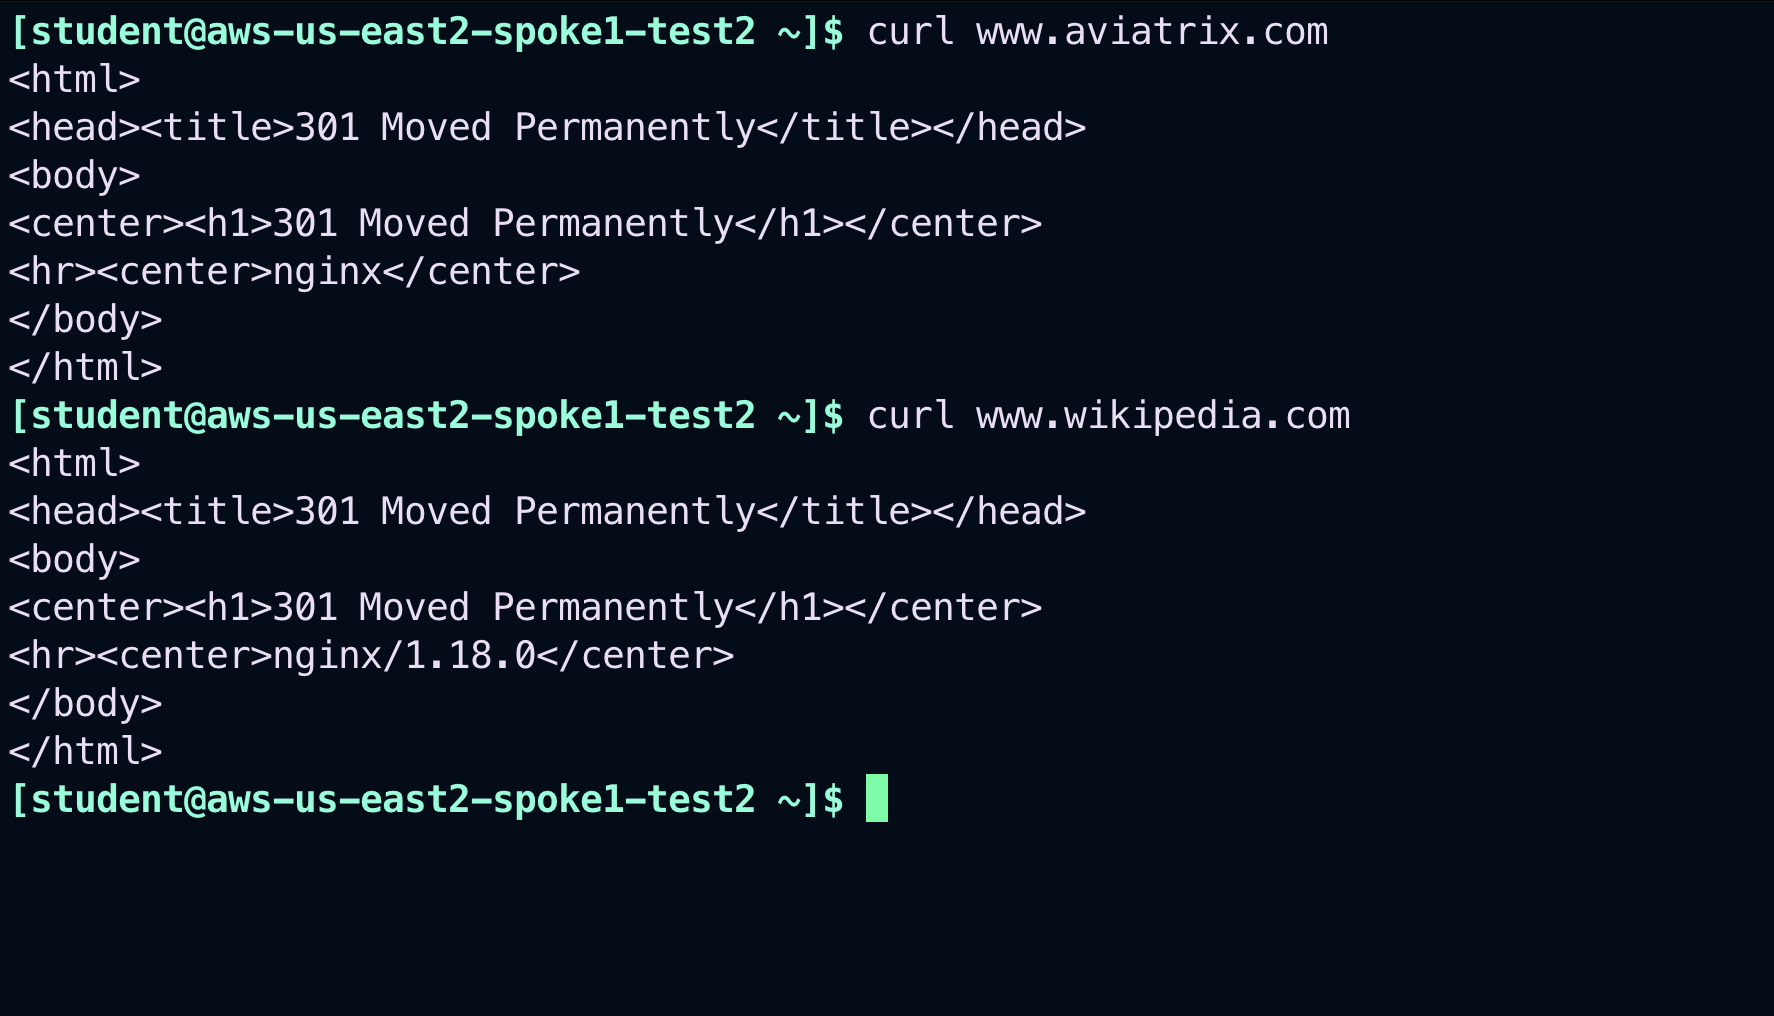 [student@aws-us-east2-spoke1-test2 ~]$ curl www.aviatrix.com
<html>
<head><title>301 Moved Permanently</title></head>
<body>
<center><h1>301 Moved Permanently</h1></center>
<hr><center>nginx</center>
</body>
</html>
[student@aws-us-east2-spoke1-test2 ~]$ curl www.wikipedia.com
<html>
<head><title>301 Moved Permanently</title></head>
<body>
<center><h1>301 Moved Permanently</h1></center>
<hr><center>nginx/1.18.0</center>
</body>
</html>
[student@aws-us-east2-spoke1-test2 ~]$